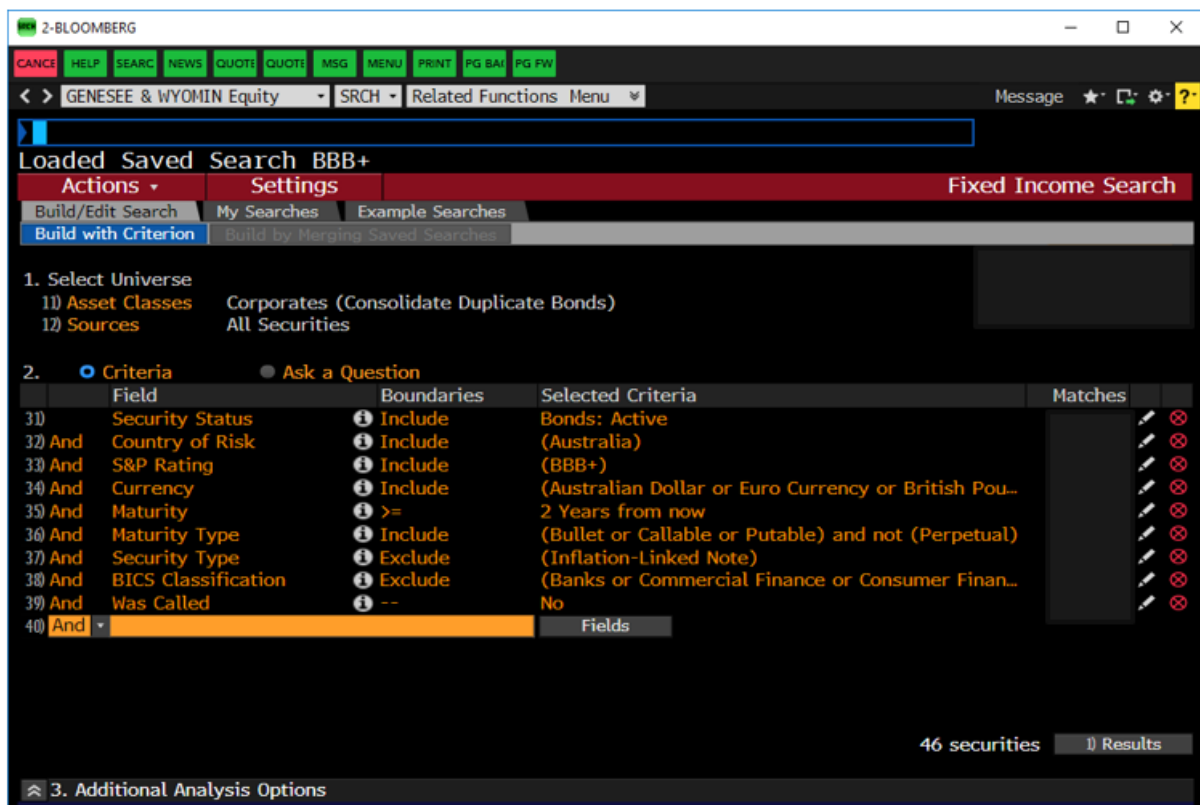 2-BLOOMBERG
CANCE HELP SEARC NEWS QUOTE QUOTE MSG MENU PRINT PG BAC PG FW
GENESEE & WYOMIN Equity SRCH Related Functions Menu Message
Loaded Saved Search BBB+
Actions Settings Fixed Income Search
Build/Edit Search My Searches Example Searches
Build with Criterion Build by Merging Saved Searches
1. Select Universe
11) Asset Classes Corporates (Consolidate Duplicate Bonds)
12) Sources All Securities
2. Criteria Ask a Question
Field Boundaries Selected Criteria Matches
31) Security Status Include Bonds: Active
32) And Country of Risk Include (Australia)
33) And S&P Rating Include (BBB+)
34) And Currency Include (Australian Dollar or Euro Currency or British Pou...
35) And Maturity >= 2 Years from now
36) And Maturity Type Include (Bullet or Callable or Putable) and not (Perpetual)
37) And Security Type Exclude (Inflation-Linked Note)
38) And BICS Classification Exclude (Banks or Commercial Finance or Consumer Finan...
39) And Was Called -- No
40) And Fields
46 securities 1) Results
3. Additional Analysis Options